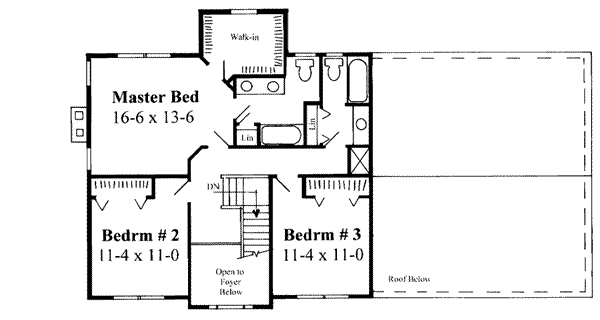 Walk-in
Master Bed
16-6 x 13-6
Lin
Lin
DN
Bedrm # 2
11-4 x 11-0
Bedrm # 3
11-4 x 11-0
Open to
Foyer
Below
Roof Below